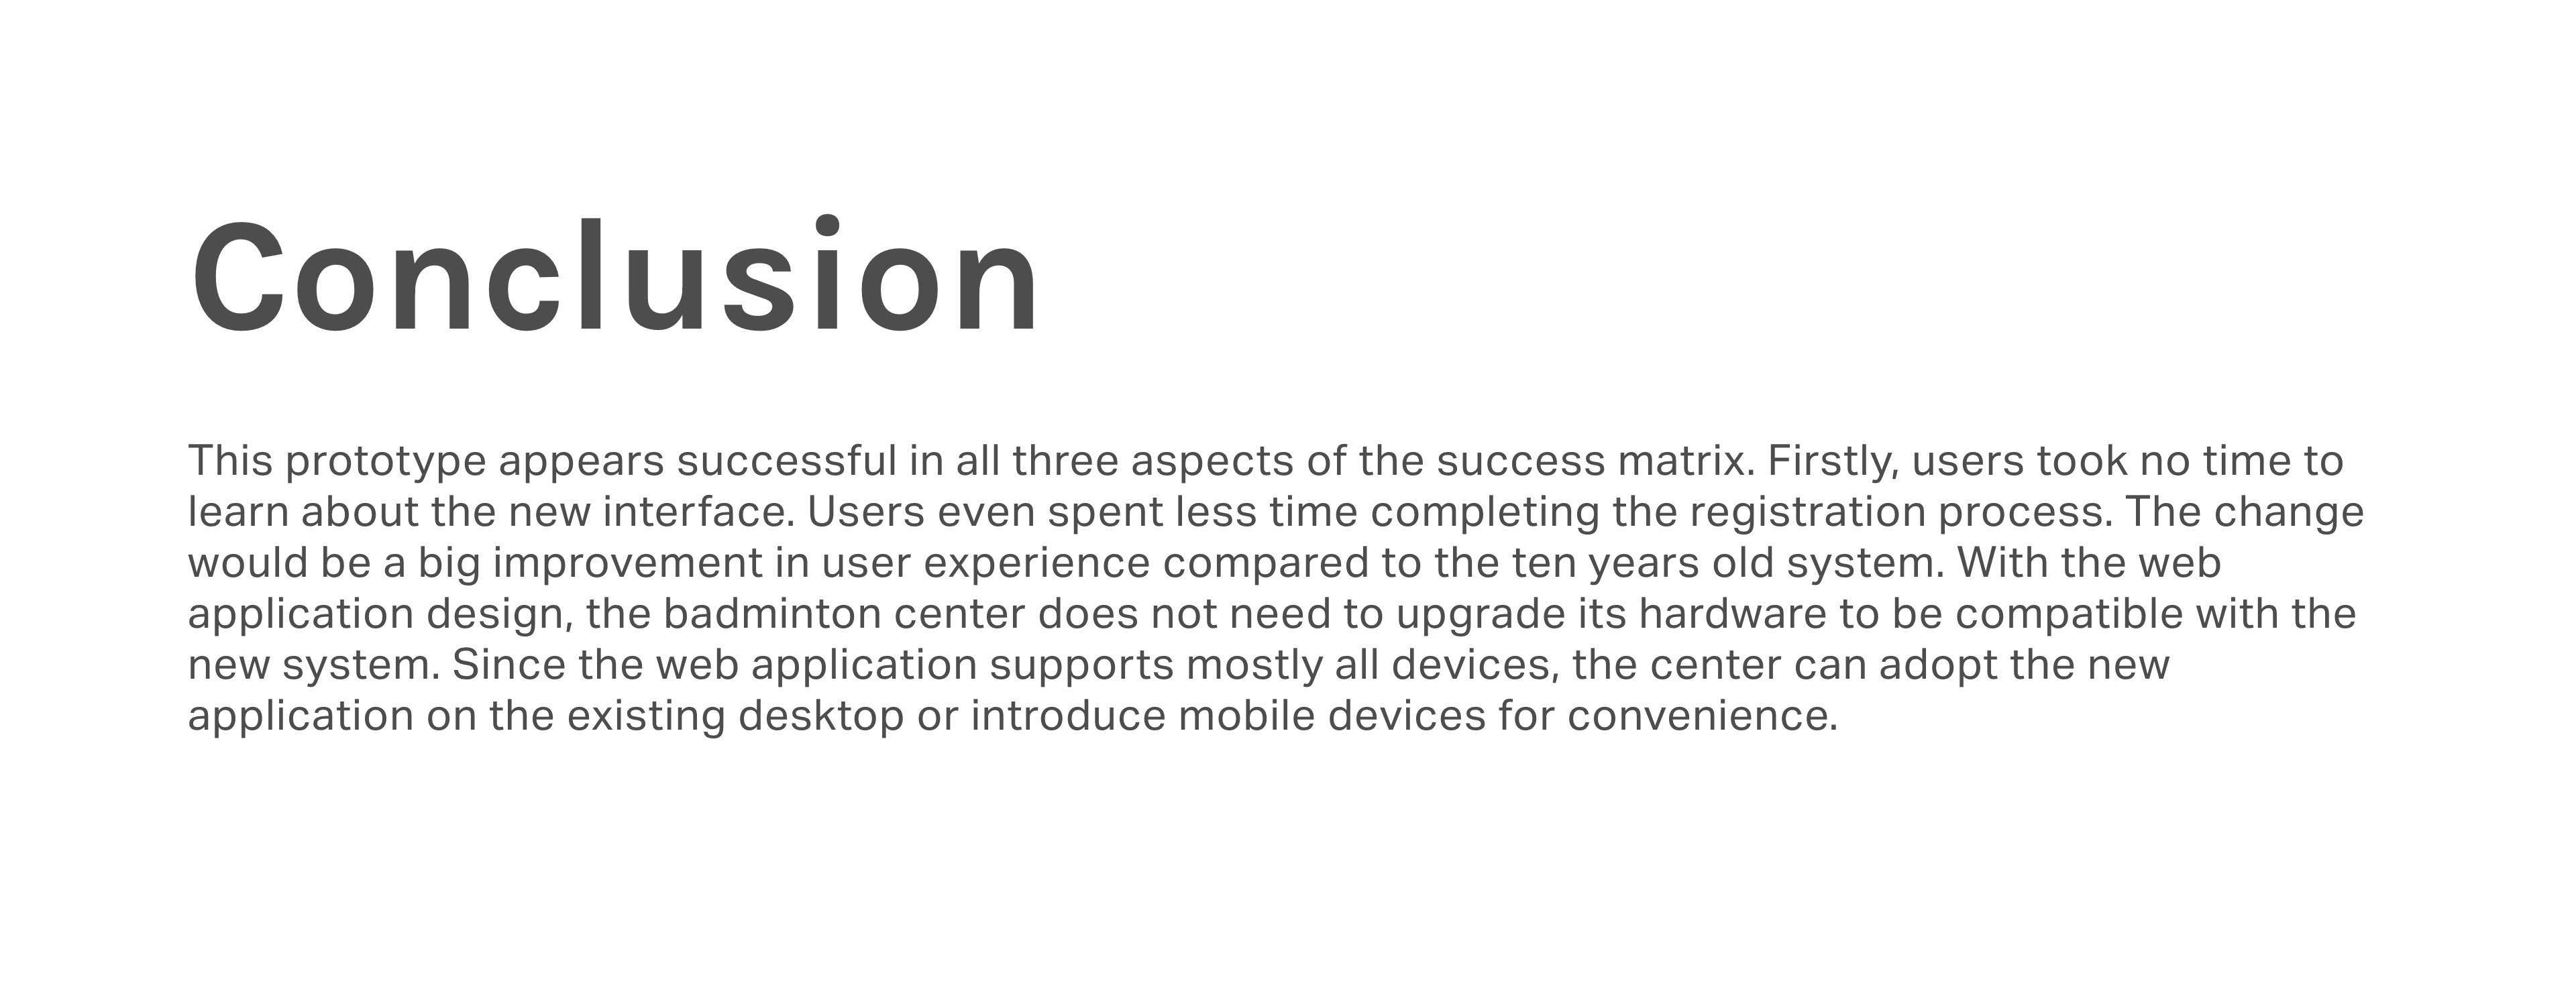 Conclusion
This prototype appears successful in all three aspects of the success matrix. Firstly, users took no time to
learn about the new interface. Users even spent less time completing the registration process. The change
would be a big improvement in user experience compared to the ten years old system. With the web
application design, the badminton center does not need to upgrade its hardware to be compatible with the
new system. Since the web application supports mostly all devices, the center can adopt the new
application on the existing desktop or introduce mobile devices for convenience.